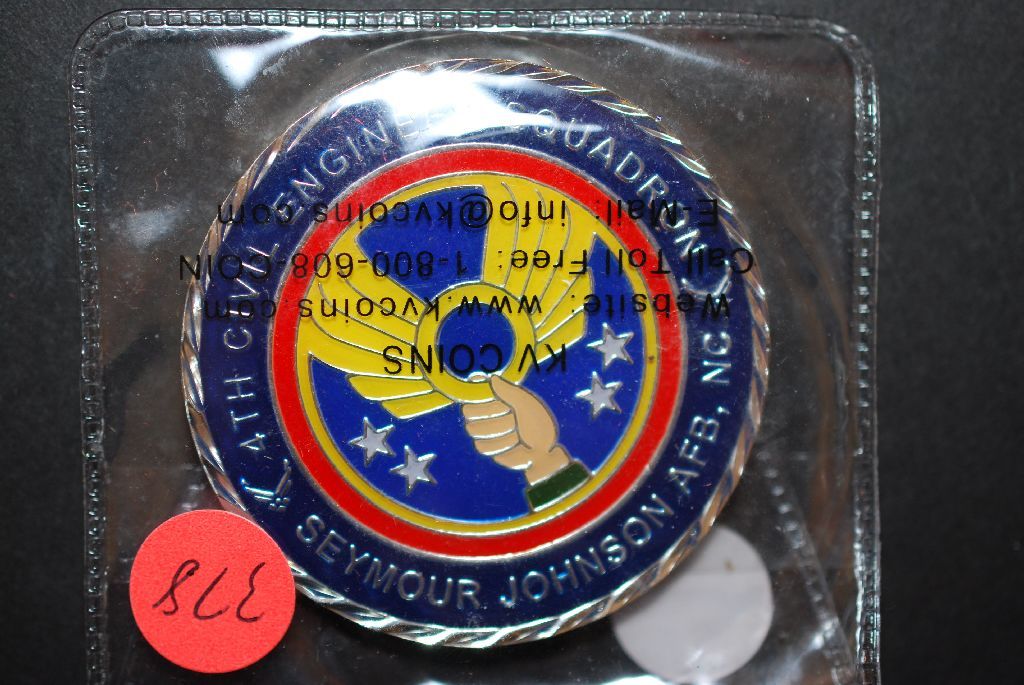 4TH CIVIL ENGINEER SQUADRON
SEYMOUR JOHNSON AFB, NC
KV COINS
Website: www.kvcoins.com
Call Toll Free: 1-800-608-COIN
E-Mail: info@kvcoins.com
378